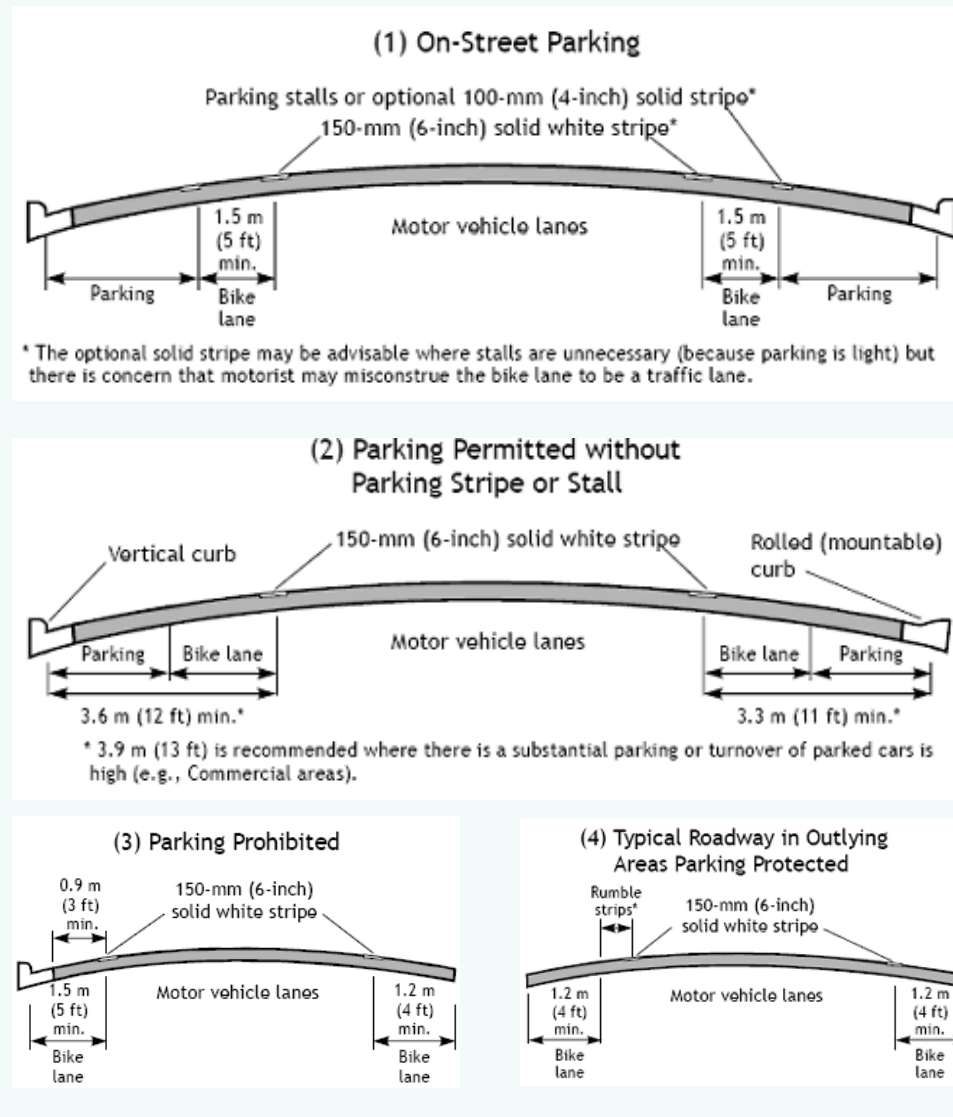 (1) On-Street Parking
Parking stalls or optional 100-mm (4-inch) solid stripe*
150-mm (6-inch) solid white stripe*
1.5 m
(5 ft)
min.
Motor vehicle lanes
1.5 m
(5 ft)
min.
Parking
Bike
lane
Bike
lane
Parking
* The optional solid stripe may be advisable where stalls are unnecessary (because parking is light) but
there is concern that motorist may misconstrue the bike lane to be a traffic lane.
(2) Parking Permitted without
Parking Stripe or Stall
Vertical curb
150-mm (6-inch) solid white stripe
Rolled (mountable)
curb
Parking
Bike lane
Motor vehicle lanes
Bike lane
Parking
3.6 m (12 ft) min.*
3.3 m (11 ft) min.*
* 3.9 m (13 ft) is recommended where there is a substantial parking or turnover of parked cars is
high (e.g., Commercial areas).
(3) Parking Prohibited
0.9 m
(3 ft)
min.
150-mm (6-inch)
solid white stripe
1.5 m
(5 ft)
min.
Bike
lane
Motor vehicle lanes
1.2 m
(4 ft)
min.
Bike
lane
(4) Typical Roadway in Outlying
Areas Parking Protected
Rumble
strips*
150-mm (6-inch)
solid white stripe
1.2 m
(4 ft)
min.
Bike
lane
Motor vehicle lanes
1.2 m
(4 ft)
min.
Bike
lane